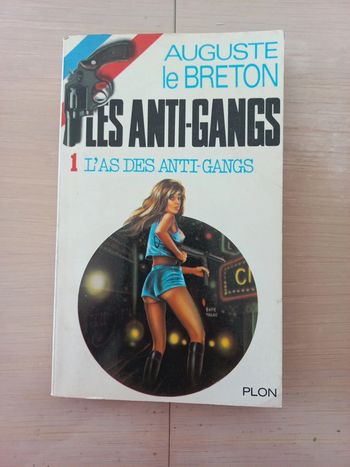 AUGUSTE
le BRETON
LES ANTI-GANGS
1 L'AS DES ANTI-GANGS
PLON